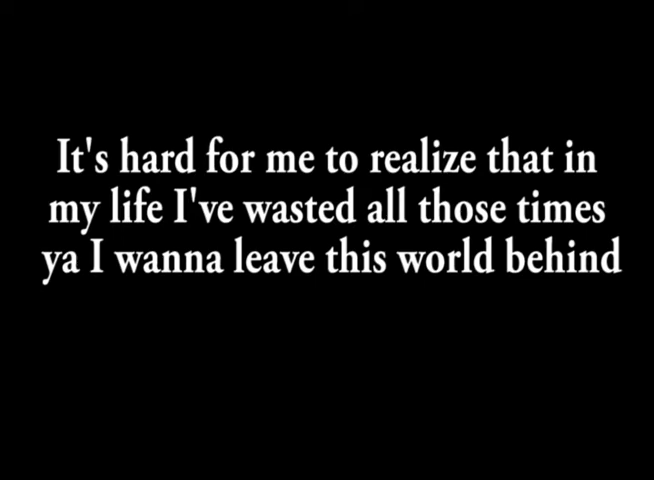 It's hard for me to realize that in
my life I've wasted all those times
ya I wanna leave this world behind